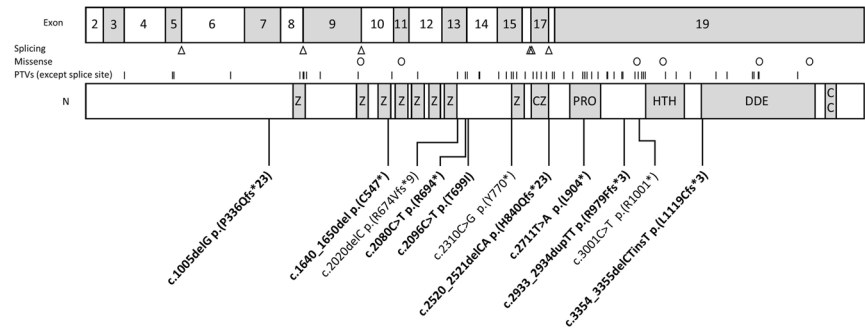 Exon 2 3 4 5 6 7 8 9 10 11 12 13 14 15 17 19
Splicing
Missense
PTVs (except splice site)
N Z Z Z Z Z Z Z Z CZ PRO HTH DDE CC
c.1005delG p.(P336Qfs*23)
c.1640_1650del p.(C547*)
c.2020delC p.(R674Vfs*9)
c.2080C>T p.(R694*)
c.2096C>T p.(T699I)
c.2310C>G p.(Y770*)
c.2520_2521delCA p.(H840Qfs*23)
c.2711T>A p.(L904*)
c.2933_2934dupTT p.(R979Ffs*3)
c.3001C>T p.(R1001*)
c.3354_3355delCTinsT p.(L1119Cfs*3)